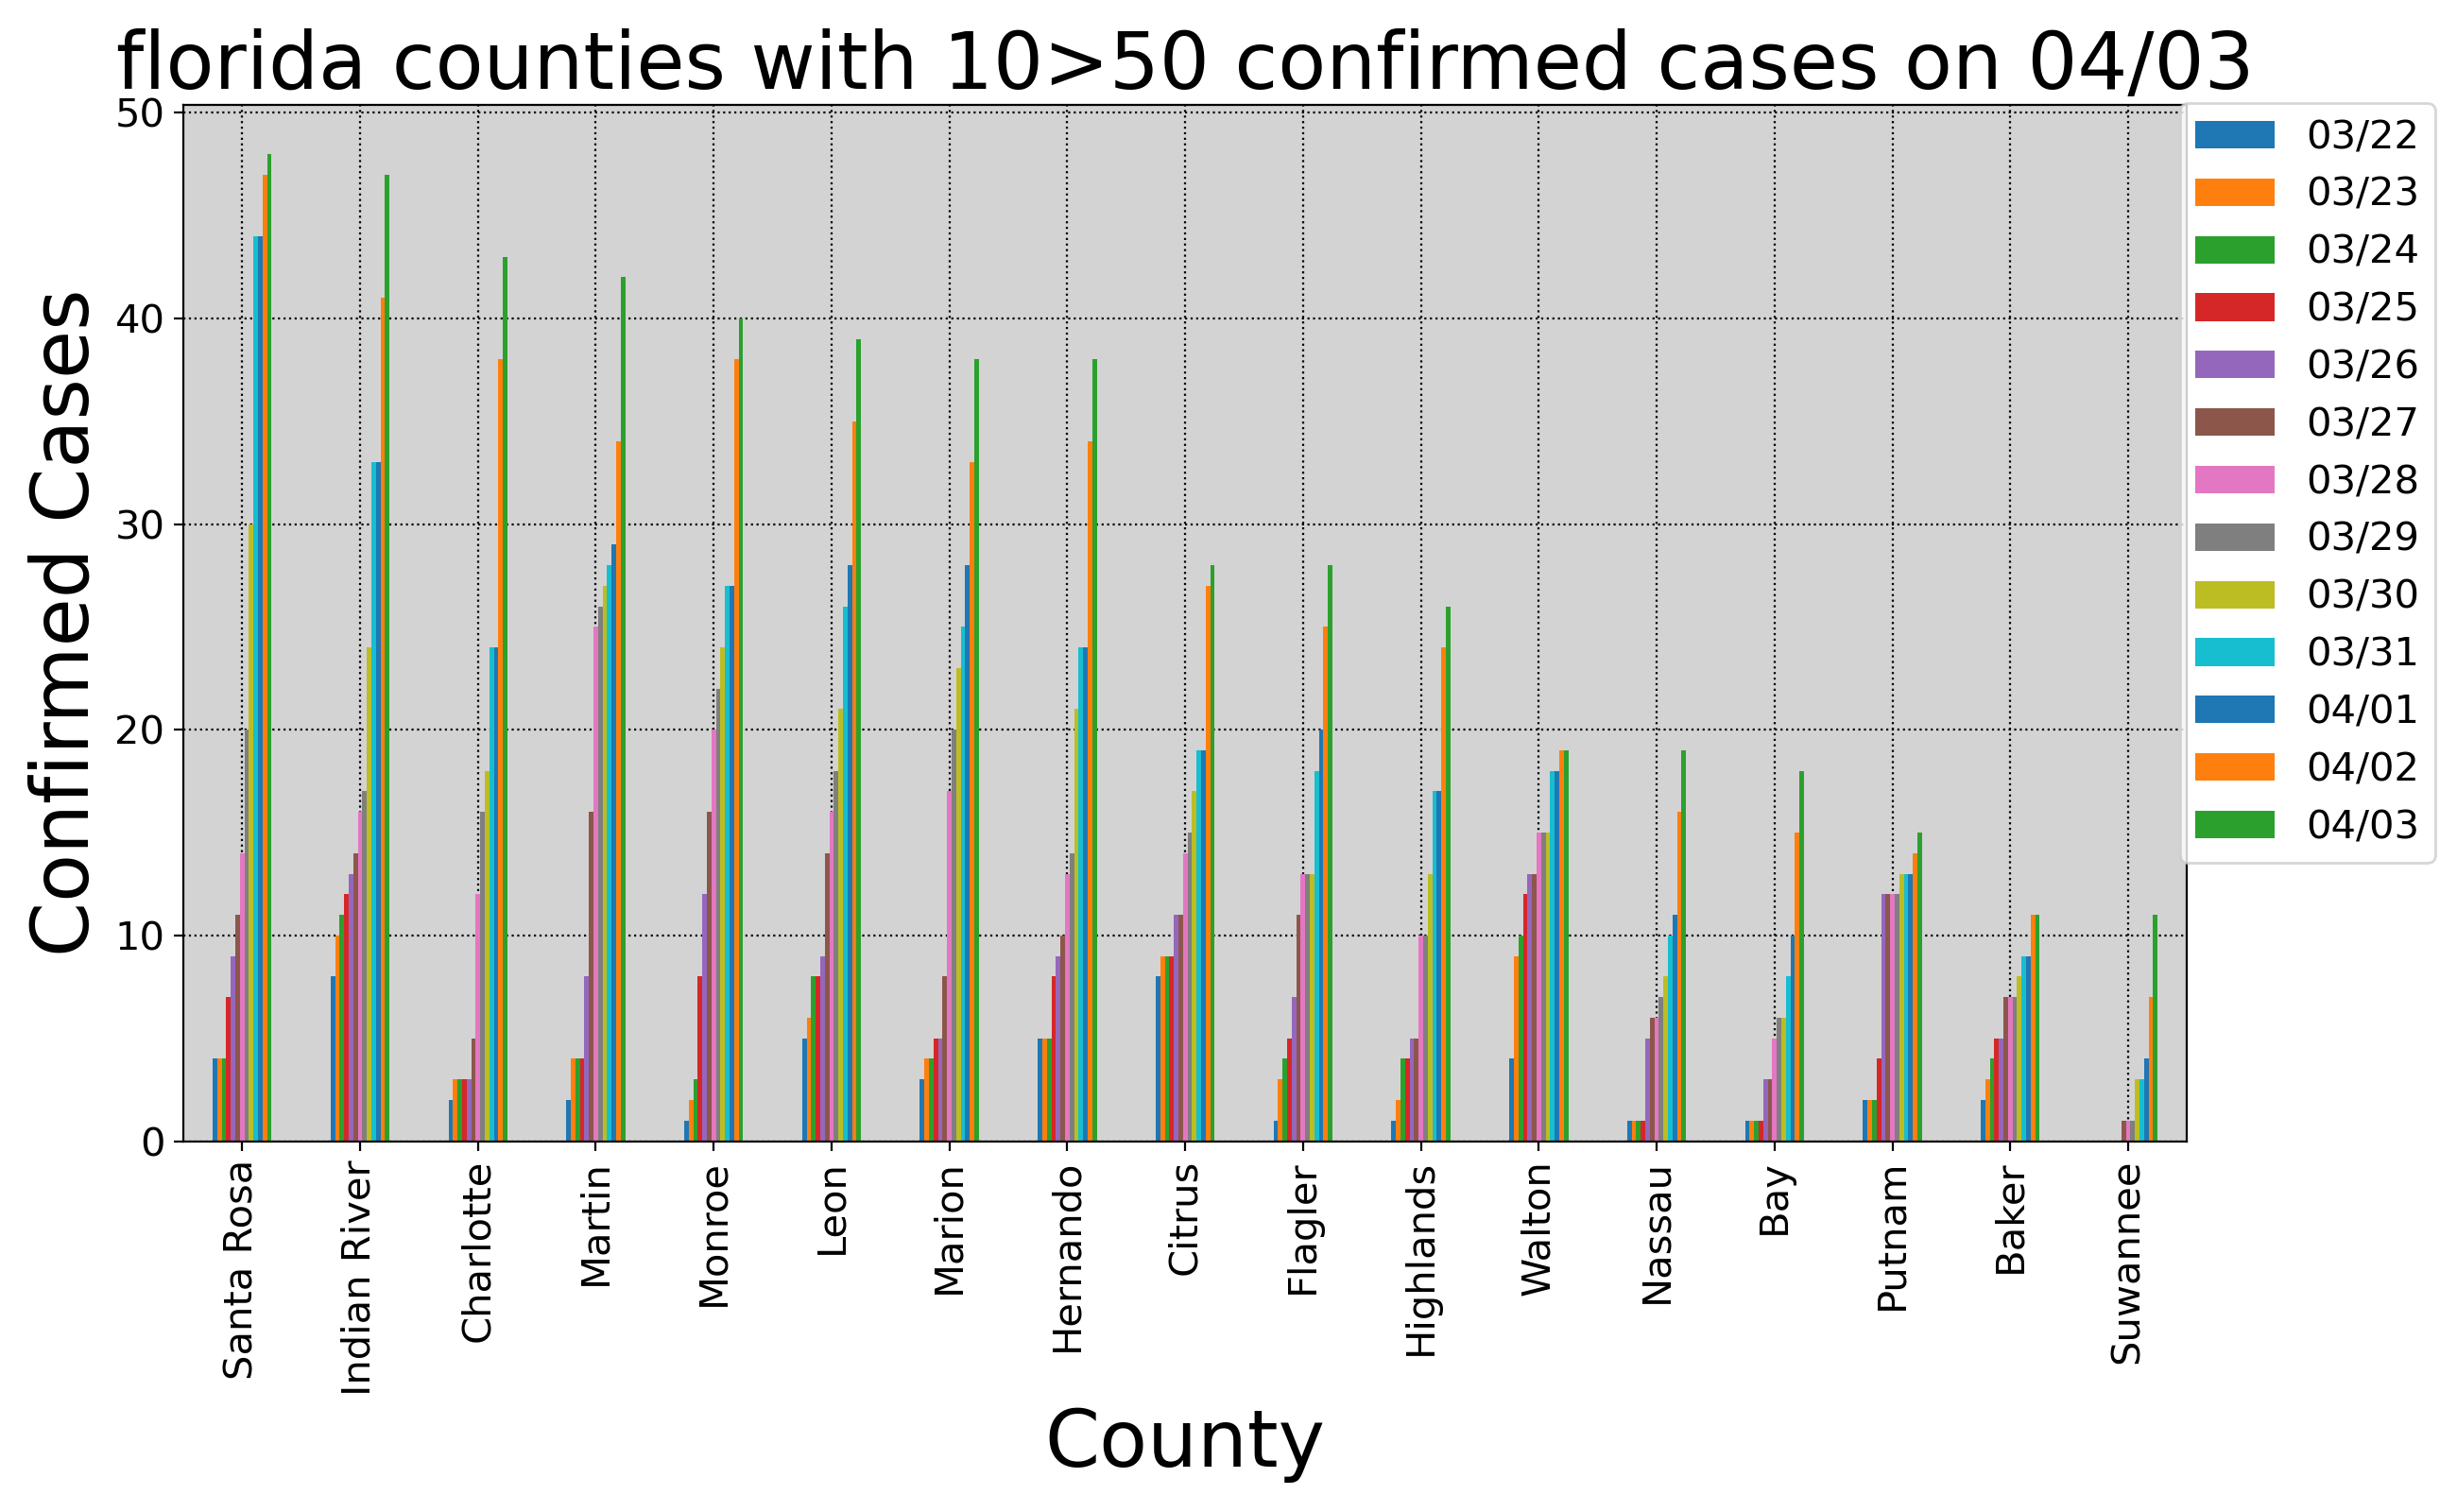 florida counties with 10>50 confirmed cases on 04/03
Confirmed Cases
50
40
30
20
10
0
03/22
03/23
03/24
03/25
03/26
03/27
03/28
03/29
03/30
03/31
04/01
04/02
04/03
Santa Rosa
Indian River
Charlotte
Martin
Monroe
Leon
Marion
Hernando
Citrus
Flagler
Highlands
Walton
Nassau
Bay
Putnam
Baker
Suwannee
County